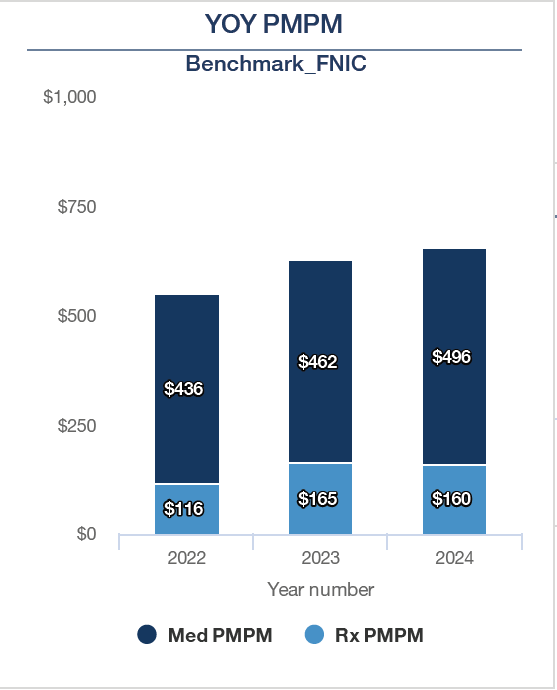 YOY PMPM
Benchmark_FNIC
$1,000
$750
$500
$250
$0
$436
$462
$496
$116
$165
$160
2022
2023
2024
Year number
Med PMPM
Rx PMPM